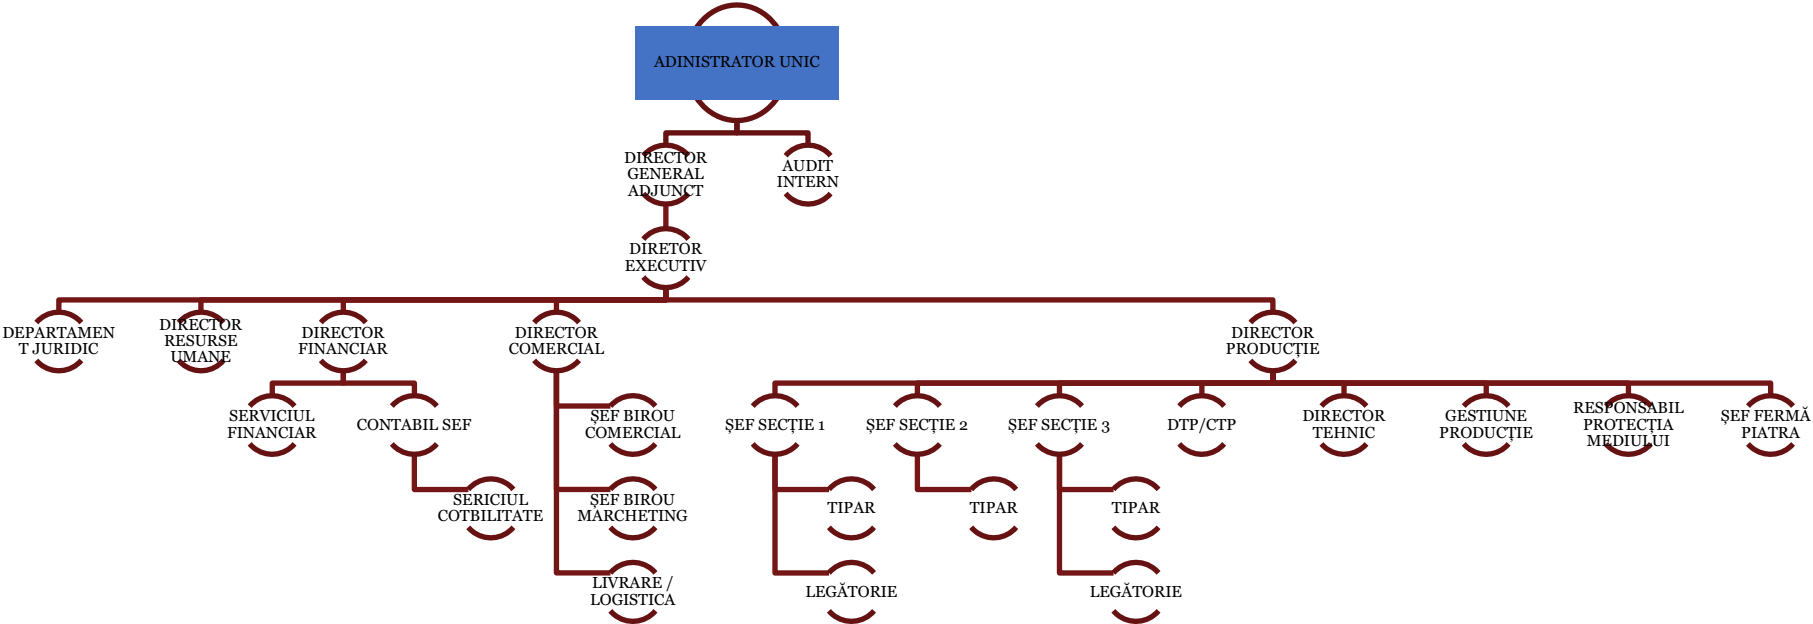 ADINISTRATOR UNIC
DIRECTOR
GENERAL
ADJUNCT
AUDIT
INTERN
DIRETOR
EXECUTIV
DEPARTAMEN
T JURIDIC
DIRECTOR
RESURSE
UMANE
DIRECTOR
FINANCIAR
DIRECTOR
COMERCIAL
DIRECTOR
PRODUCȚIE
SERVICIUL
FINANCIAR
CONTABIL SEF
ȘEF BIROU
COMERCIAL
ȘEF SECȚIE 1
ȘEF SECȚIE 2
ȘEF SECȚIE 3
DTP/CTP
DIRECTOR
TEHNIC
GESTIUNE
PRODUCȚIE
RESPONSABIL
PROTECȚIA
MEDIULUI
ȘEF FERMĂ
PIATRA
SERICIUL
COTBILITATE
ȘEF BIROU
MARCHETING
TIPAR
TIPAR
TIPAR
LIVRARE /
LOGISTICA
LEGĂTORIE
LEGĂTORIE